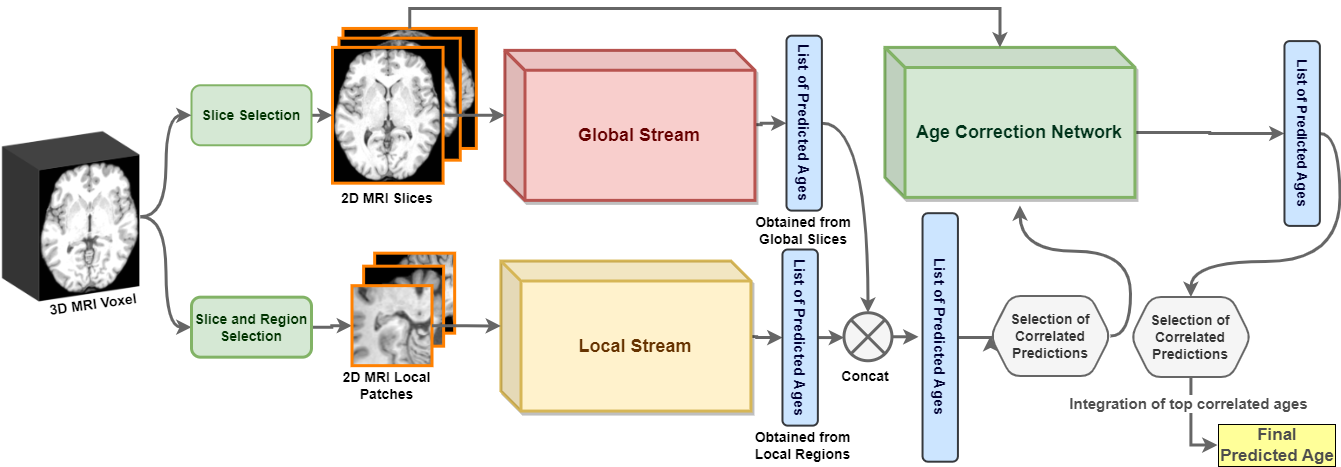 3D MRI Voxel
Slice Selection
2D MRI Slices
Global Stream
List of Predicted Ages
Obtained from
Global Slices
Slice and Region
Selection
2D MRI Local
Patches
Local Stream
List of Predicted Ages
Obtained from
Local Regions
Concat
List of Predicted Ages
Selection of
Correlated
Predictions
Age Correction Network
List of Predicted Ages
Selection of
Correlated
Predictions
Integration of top correlated ages
Final
Predicted Age